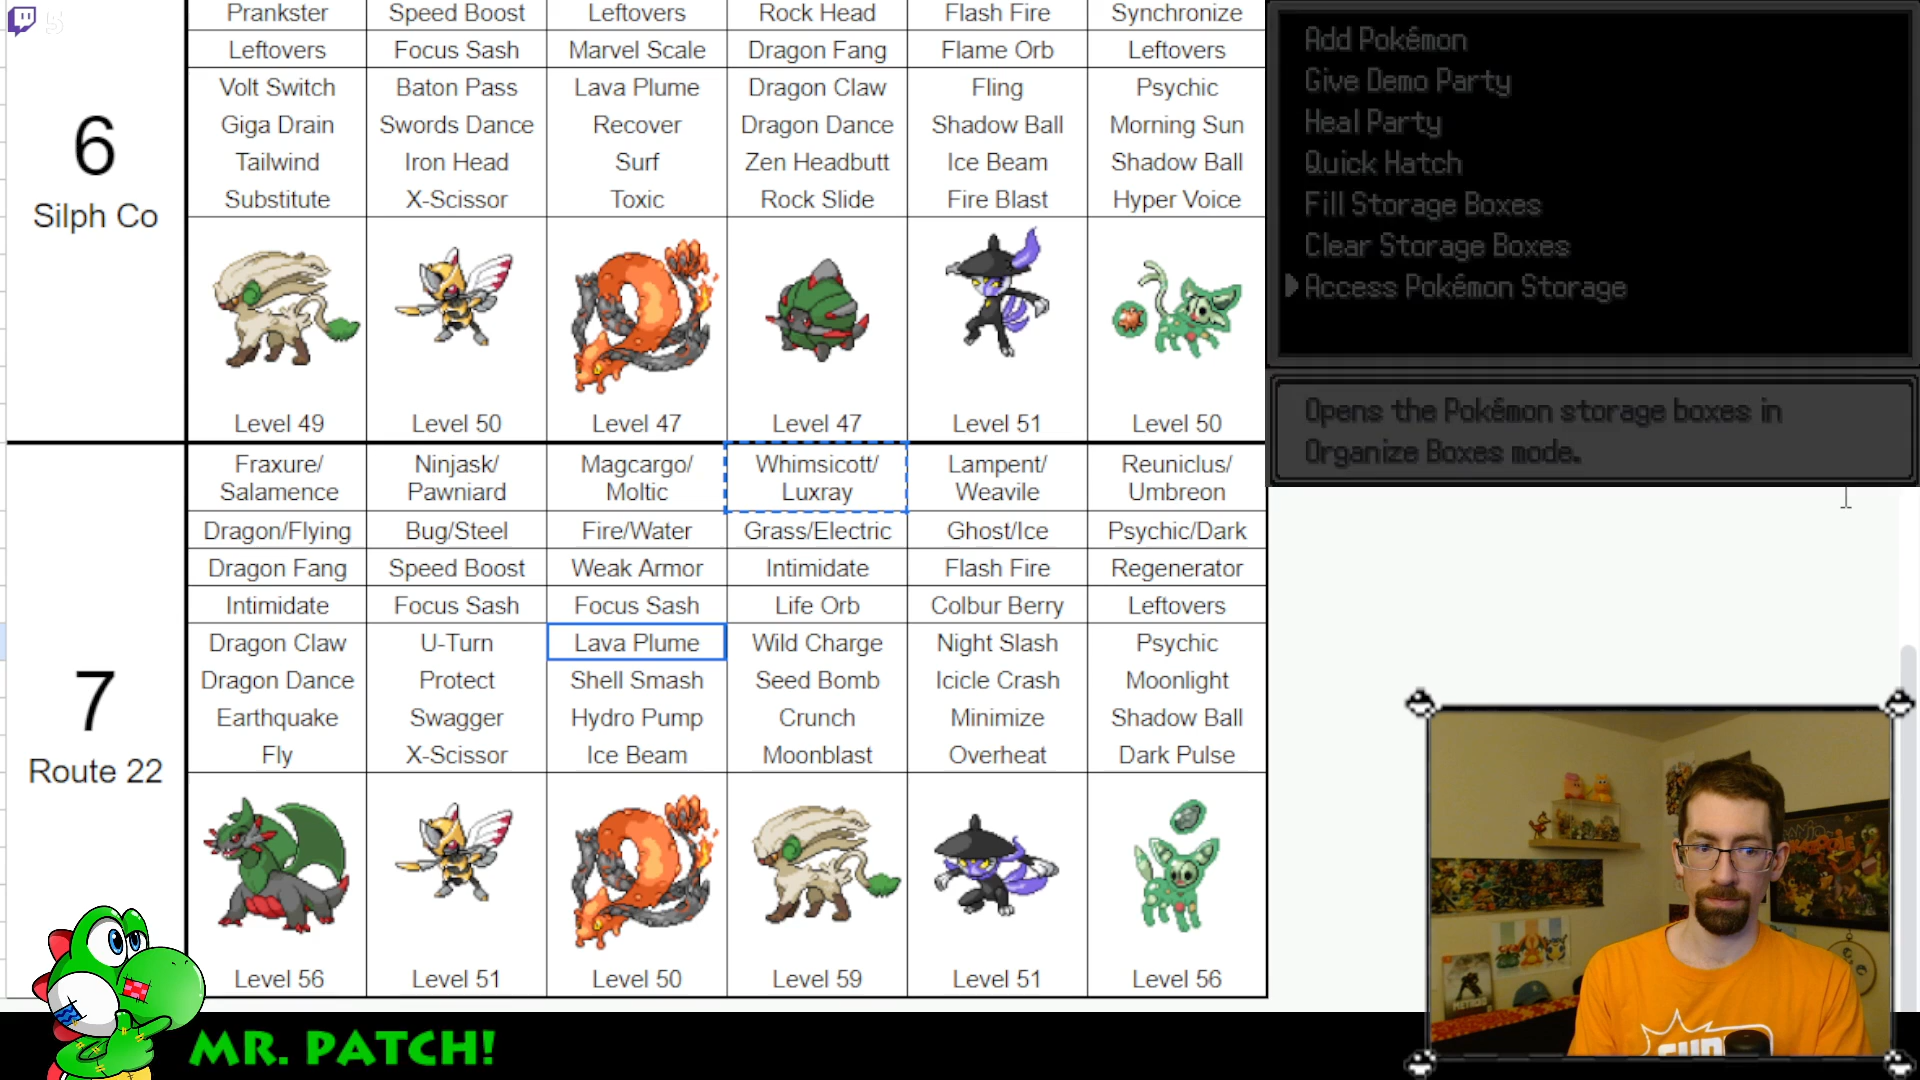 5
Prankster Speed Boost Leftovers Rock Head Flash Fire Synchronize
Leftovers Focus Sash Marvel Scale Dragon Fang Flame Orb Leftovers
Volt Switch Baton Pass Lava Plume Dragon Claw Fling Psychic
Giga Drain Swords Dance Recover Dragon Dance Shadow Ball Morning Sun
Tailwind Iron Head Surf Zen Headbutt Ice Beam Shadow Ball
Substitute X-Scissor Toxic Rock Slide Fire Blast Hyper Voice
6
Silph Co
Level 49 Level 50 Level 47 Level 47 Level 51 Level 50
Fraxure/ Ninjask/ Magcargo/ Whimsicott/ Lampent/ Reuniclus/
Salamence Pawniard Moltic Luxray Weavile Umbreon
Dragon/Flying Bug/Steel Fire/Water Grass/Electric Ghost/Ice Psychic/Dark
Dragon Fang Speed Boost Weak Armor Intimidate Flash Fire Regenerator
Intimidate Focus Sash Focus Sash Life Orb Colbur Berry Leftovers
Dragon Claw U-Turn Lava Plume Wild Charge Night Slash Psychic
Dragon Dance Protect Shell Smash Seed Bomb Icicle Crash Moonlight
Earthquake Swagger Hydro Pump Crunch Minimize Shadow Ball
Fly X-Scissor Ice Beam Moonblast Overheat Dark Pulse
7
Route 22
Level 56 Level 51 Level 50 Level 59 Level 51 Level 56
Add Pokémon
Give Demo Party
Heal Party
Quick Hatch
Fill Storage Boxes
Clear Storage Boxes
Access Pokémon Storage
Opens the Pokémon storage boxes in
Organize Boxes mode.
METROID
MR. PATCH!